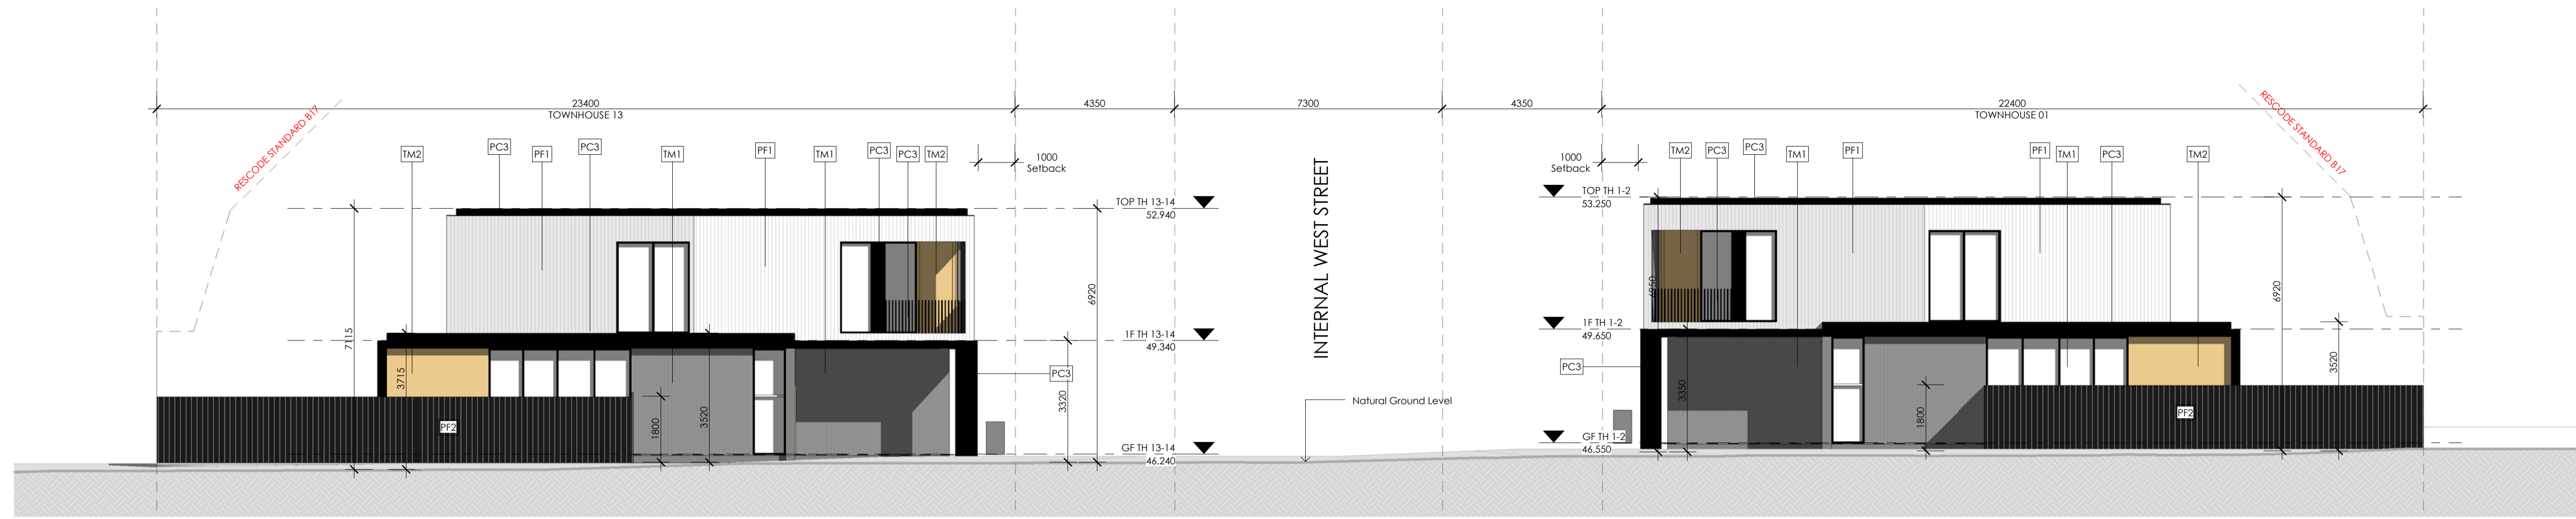 23400
TOWNHOUSE 13
4350
7300
4350
22400
TOWNHOUSE 01
RESCODE STANDARD B17
RESCODE STANDARD B17
TM2
PC3
PF1
PC3
TM1
PF1
TM1
PC3
PC3
TM2
1000
Setback
1000
Setback
TM2
PC3
PC3
TM1
PF1
PF1
TM1
PC3
TM2
INTERNAL WEST STREET
TOP TH 13-14
52.940
TOP TH 1-2
53.250
7115
6920
6950
6920
1F TH 13-14
49.340
1F TH 1-2
49.650
3715
1800
3520
3320
PC3
PC3
3350
1800
3520
PF2
PF2
Natural Ground Level
GF TH 13-14
46.240
GF TH 1-2
46.550